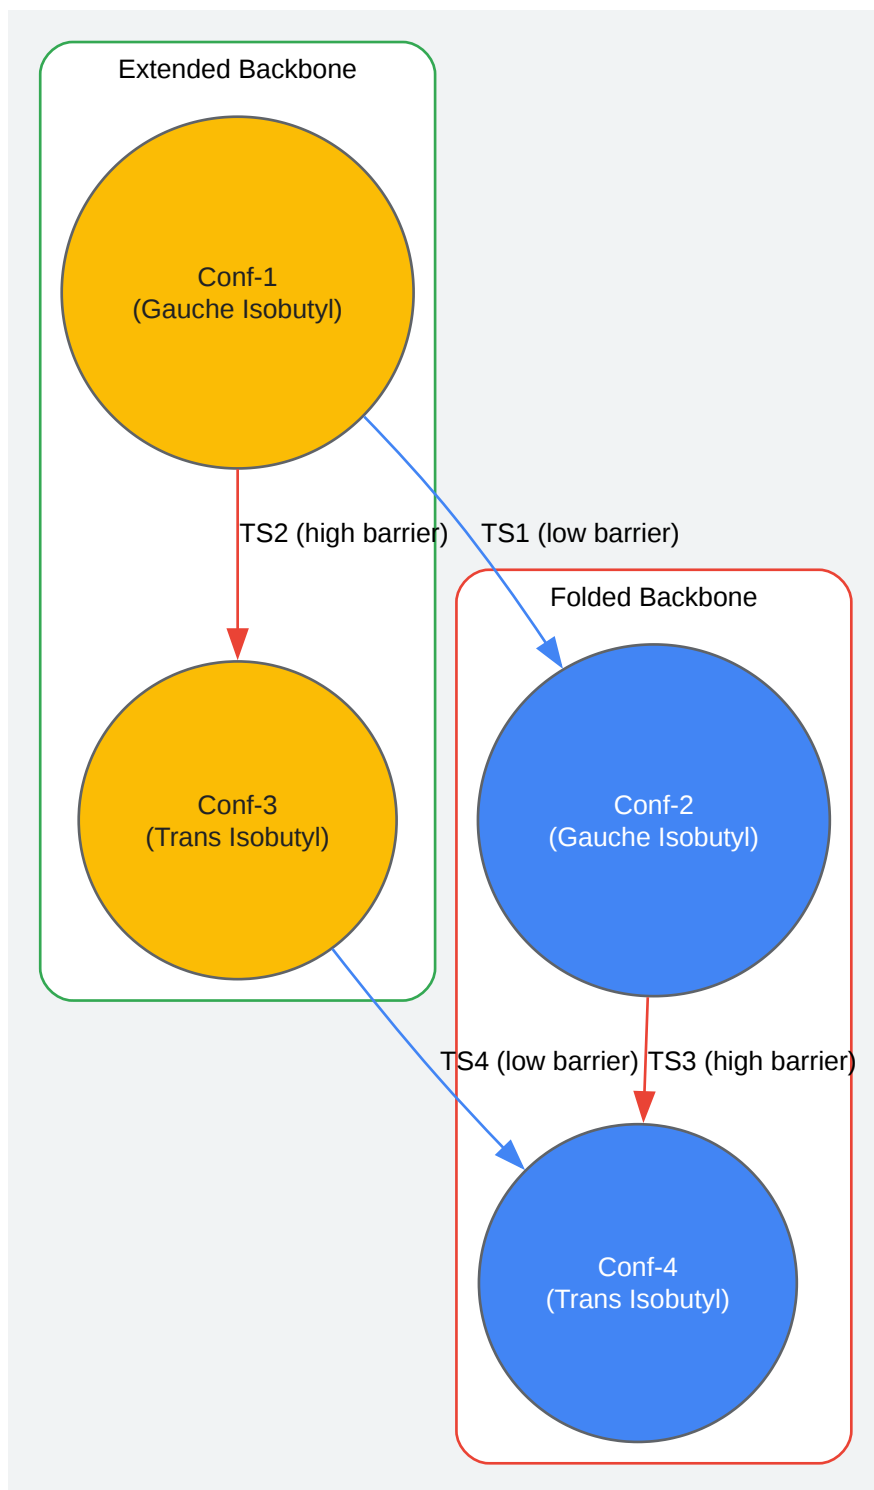 Extended Backbone
Conf-1
(Gauche Isobutyl)
TS2 (high barrier)
TS1 (low barrier)
Folded Backbone
Conf-3
(Trans Isobutyl)
Conf-2
(Gauche Isobutyl)
TS4 (low barrier)
TS3 (high barrier)
Conf-4
(Trans Isobutyl)